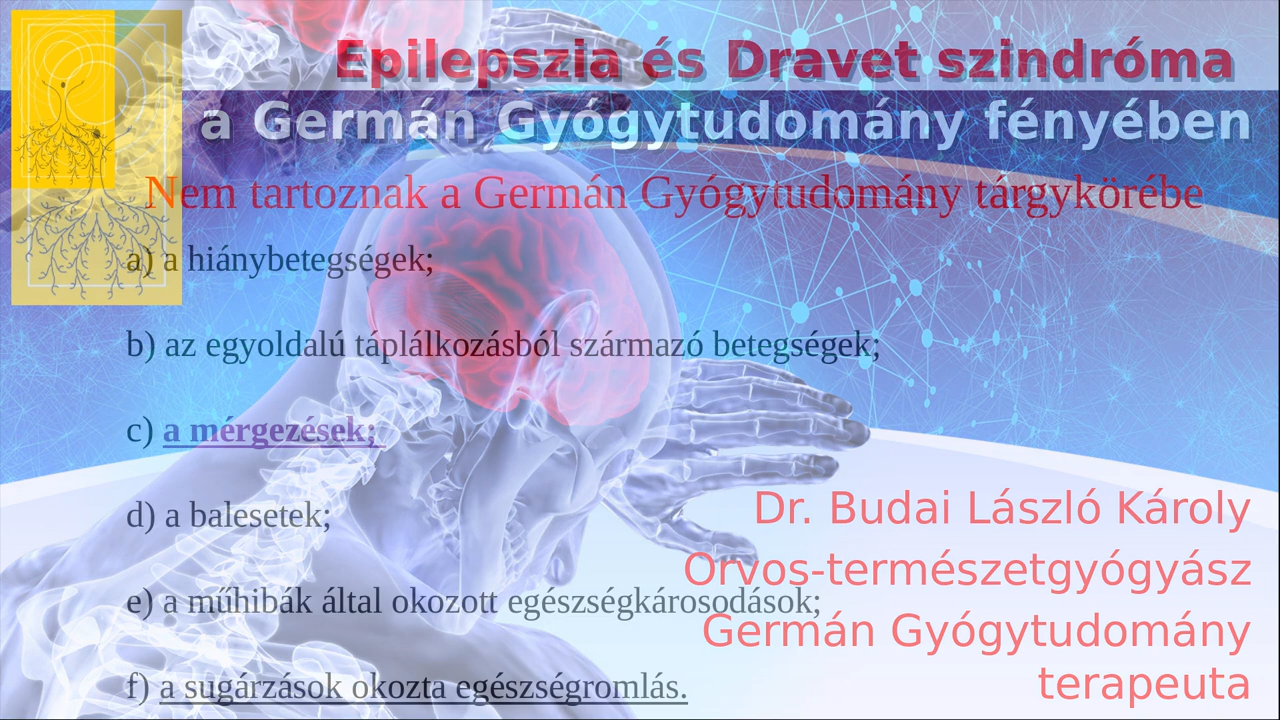 Epilepszia és Dravet szindróma
a Germán Gyógytudomány fényében
Nem tartoznak a Germán Gyógytudomány tárgykörébe
a) a hiánybetegségek;
b) az egyoldalú táplálkozásból származó betegségek;
c) a mérgezések;
d) a balesetek;
e) a műhibák által okozott egészségkárosodások;
f) a sugárzások okozta egészségromlás.
Dr. Budai László Károly
Orvos-természetgyógyász
Germán Gyógytudomány
terapeuta